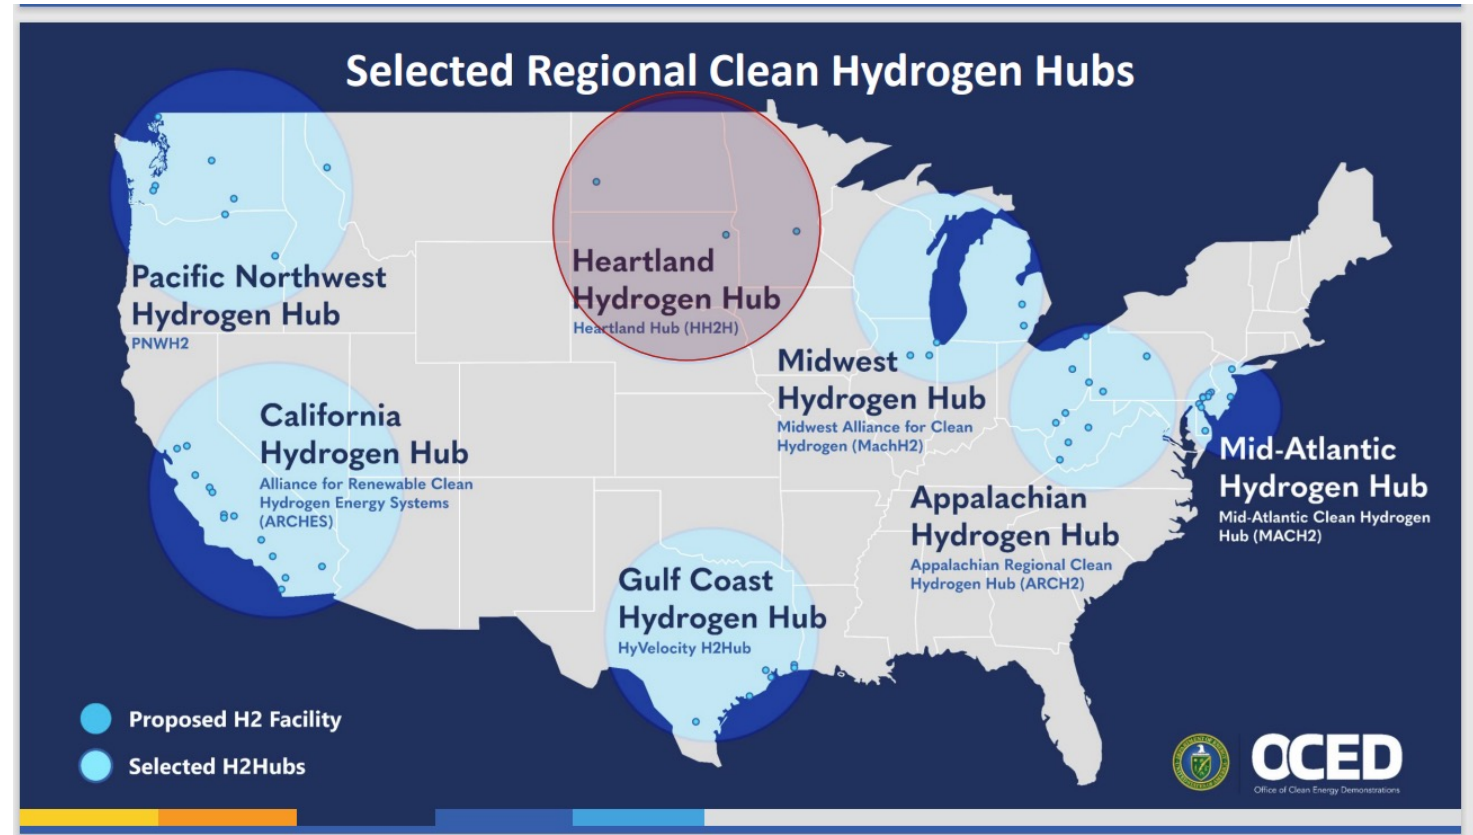 Selected Regional Clean Hydrogen Hubs
Pacific Northwest
Hydrogen Hub
PNWH2
Heartland
Hydrogen Hub
Heartland Hub (HH2H)
Midwest
Hydrogen Hub
Midwest Alliance for Clean
Hydrogen (MachH2)
California
Hydrogen Hub
Alliance for Renewable Clean
Hydrogen Energy Systems
(ARCHES)
Appalachian
Hydrogen Hub
Appalachian Regional Clean
Hydrogen Hub (ARCH2)
Mid-Atlantic
Hydrogen Hub
Mid-Atlantic Clean Hydrogen
Hub (MACH2)
Gulf Coast
Hydrogen Hub
HyVelocity H2Hub
Proposed H2 Facility
Selected H2Hubs
OCED
Office of Clean Energy Demonstrations